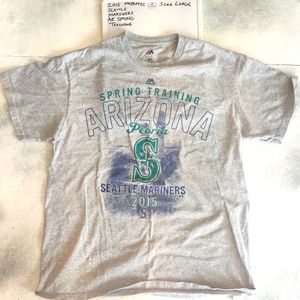 2015 MAJESTIC
SIZE LARGE
SEATTLE
MARINERS
AZ SPRING
TRAINING
SPRING TRAINING
ARIZONA
Peoria
S
SEATTLE MARINERS
2015